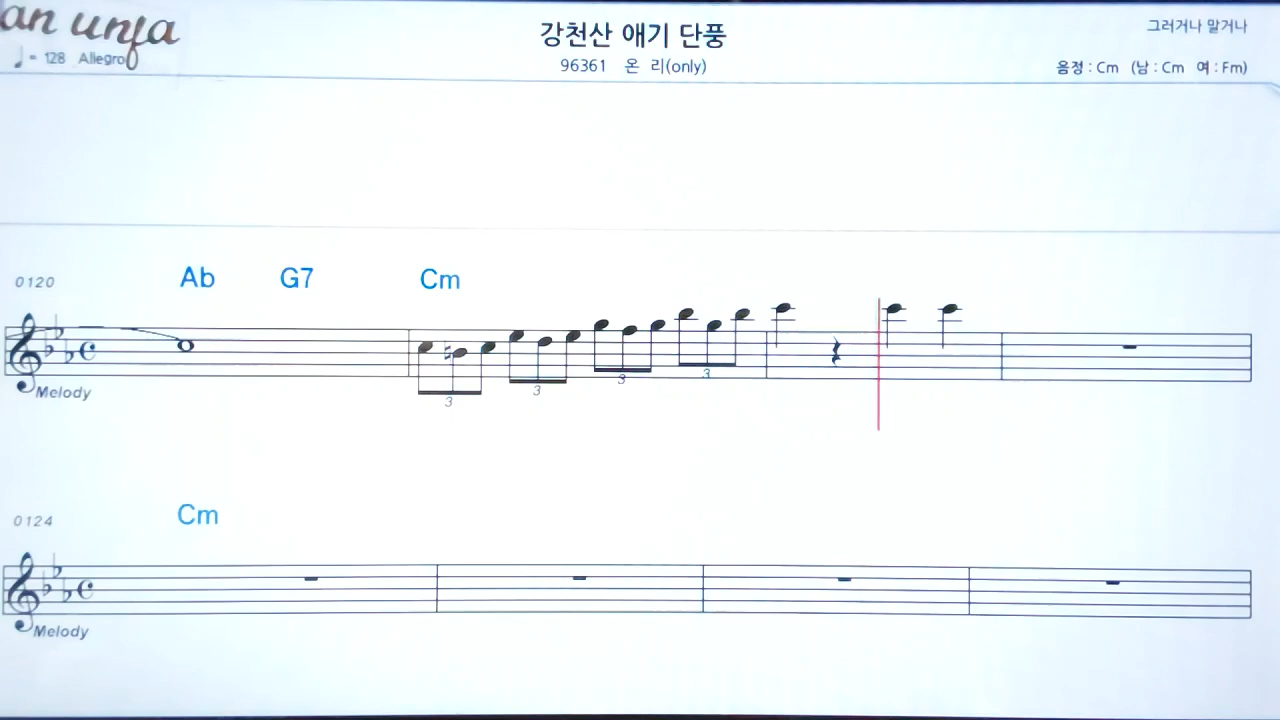 an unfa
♩= 128 Allegro
강천산 애기 단풍
96361 온 리(only)
그러거나 말거나
음정 : Cm (남 : Cm 여 : Fm)
0120
Ab G7 Cm
Melody
3 3 3 3
0124
Cm
Melody